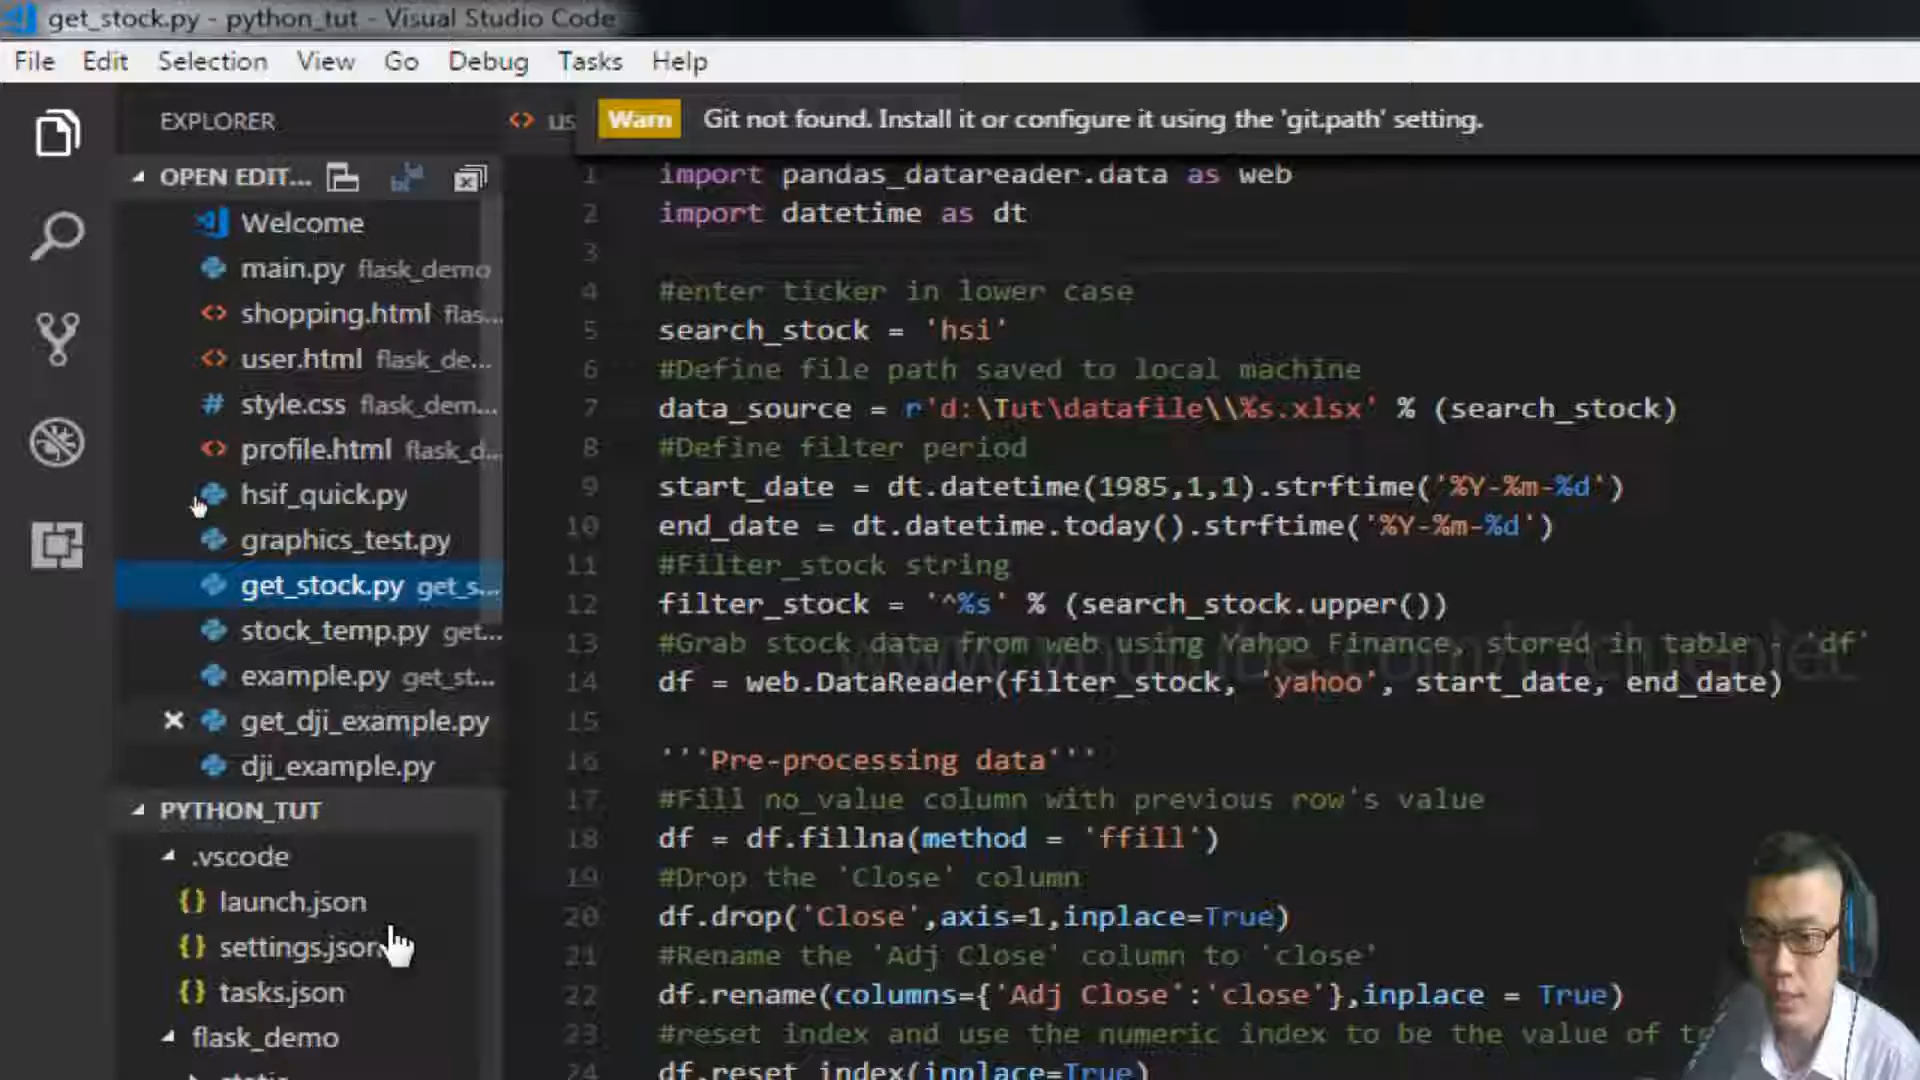 get_stock.py - python_tut - Visual Studio Code
File Edit Selection View Go Debug Tasks Help
EXPLORER
<> us
Warn Git not found. Install it or configure it using the 'git.path' setting.
OPEN EDIT...
Welcome
main.py flask_demo
<> shopping.html flas...
<> user.html flask_de...
# style.css flask_dem...
<> profile.html flask_d...
hsif_quick.py
graphics_test.py
get_stock.py get_s...
stock_temp.py get...
example.py get_st...
get_dji_example.py
dji_example.py
PYTHON_TUT
.vscode
{} launch.json
{} settings.json
{} tasks.json
flask_demo
static
1 import pandas_datareader.data as web
2 import datetime as dt
3
4 #enter ticker in lower case
5 search_stock = 'hsi'
6 #Define file path saved to local machine
7 data_source = r'd:\Tut\datafile\\%s.xlsx' % (search_stock)
8 #Define filter period
9 start_date = dt.datetime(1985,1,1).strftime('%Y-%m-%d')
10 end_date = dt.datetime.today().strftime('%Y-%m-%d')
11 #Filter_stock string
12 filter_stock = '^%s' % (search_stock.upper())
13 #Grab stock data from web using Yahoo Finance, stored in table : 'df'
14 df = web.DataReader(filter_stock, 'yahoo', start_date, end_date)
15
16 '''Pre-processing data'''
17 #Fill no_value column with previous row's value
18 df = df.fillna(method = 'ffill')
19 #Drop the 'Close' column
20 df.drop('Close',axis=1,inplace=True)
21 #Rename the 'Adj Close' column to 'close'
22 df.rename(columns={'Adj Close':'close'},inplace = True)
23 #reset index and use the numeric index to be the value of
24 df.reset_index(inplace=True)